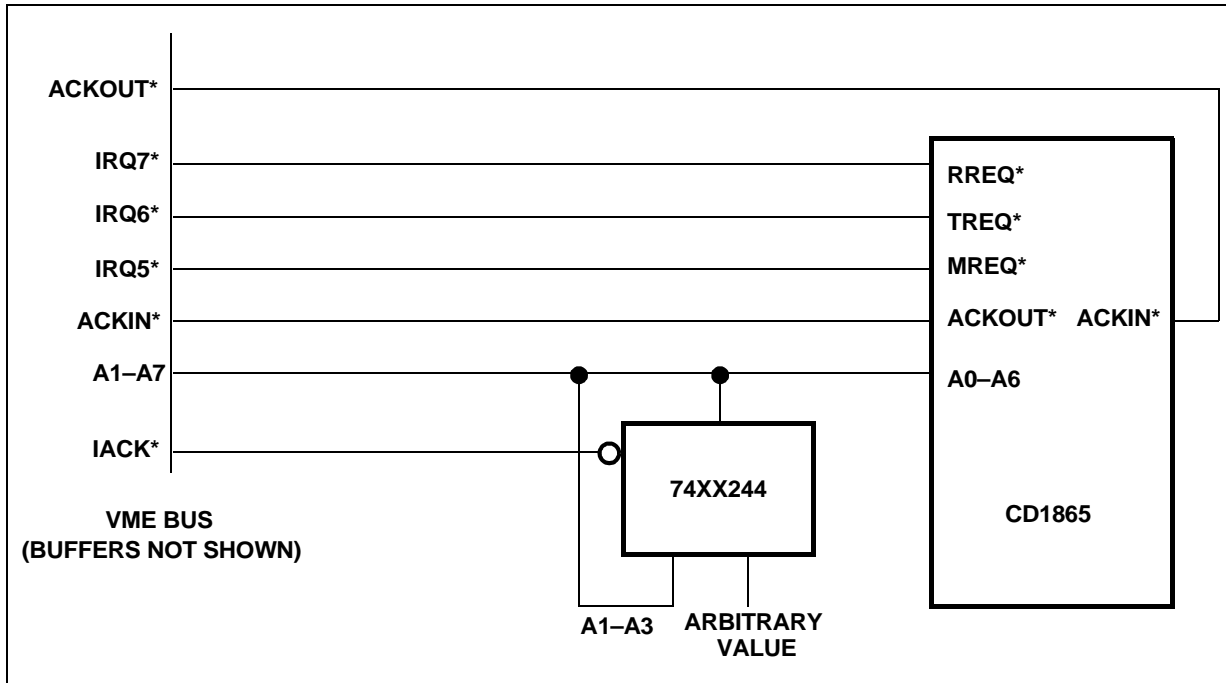 ACKOUT*
IRQ7*
IRQ6*
IRQ5*
ACKIN*
A1–A7
IACK*
VME BUS
(BUFFERS NOT SHOWN)
74XX244
A1–A3
ARBITRARY
VALUE
RREQ*
TREQ*
MREQ*
ACKOUT* ACKIN*
A0–A6
CD1865